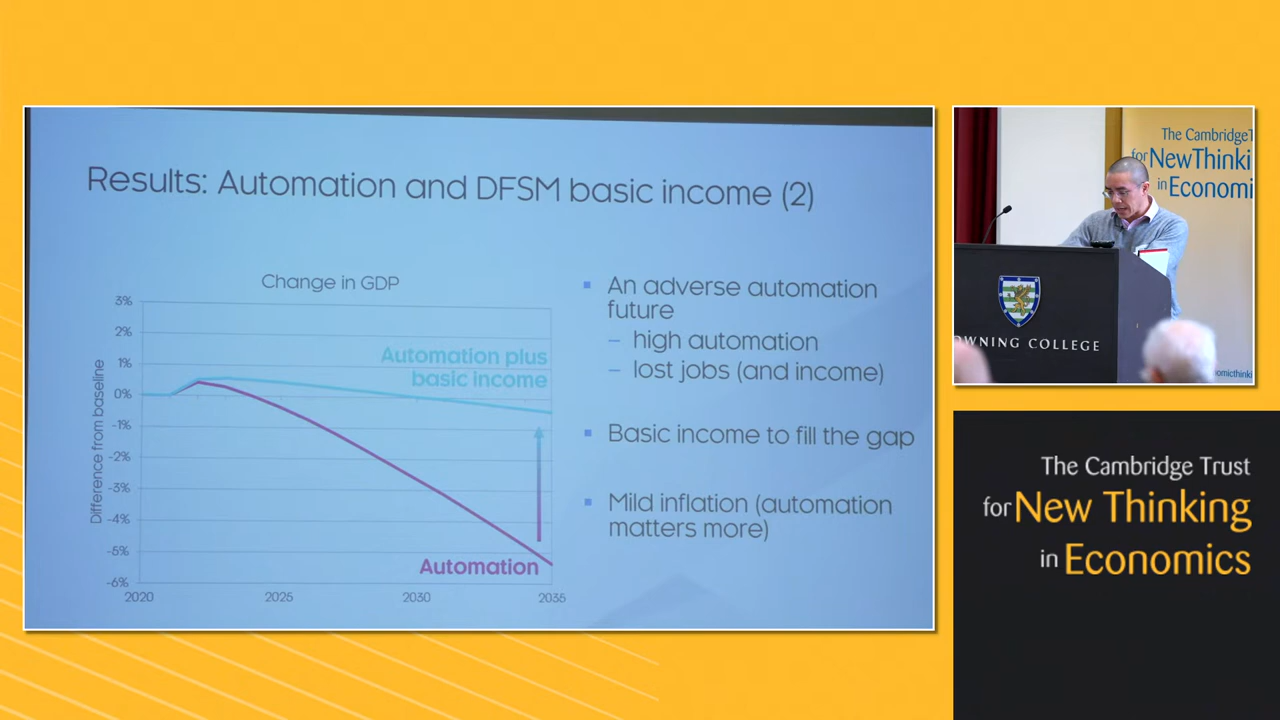 Results: Automation and DFSM basic income (2)
Change in GDP
3%
2%
1%
0%
-1%
-2%
-3%
-4%
-5%
-6%
Difference from baseline
2020
2025
2030
2035
Automation plus
basic income
Automation
An adverse automation
future
– high automation
– lost jobs (and income)
Basic income to fill the gap
Mild inflation (automation
matters more)
The Cambridge T
for New Thinki
in Economi
OWNING COLLEGE
omicthinki
The Cambridge Trust
for New Thinking
in Economics